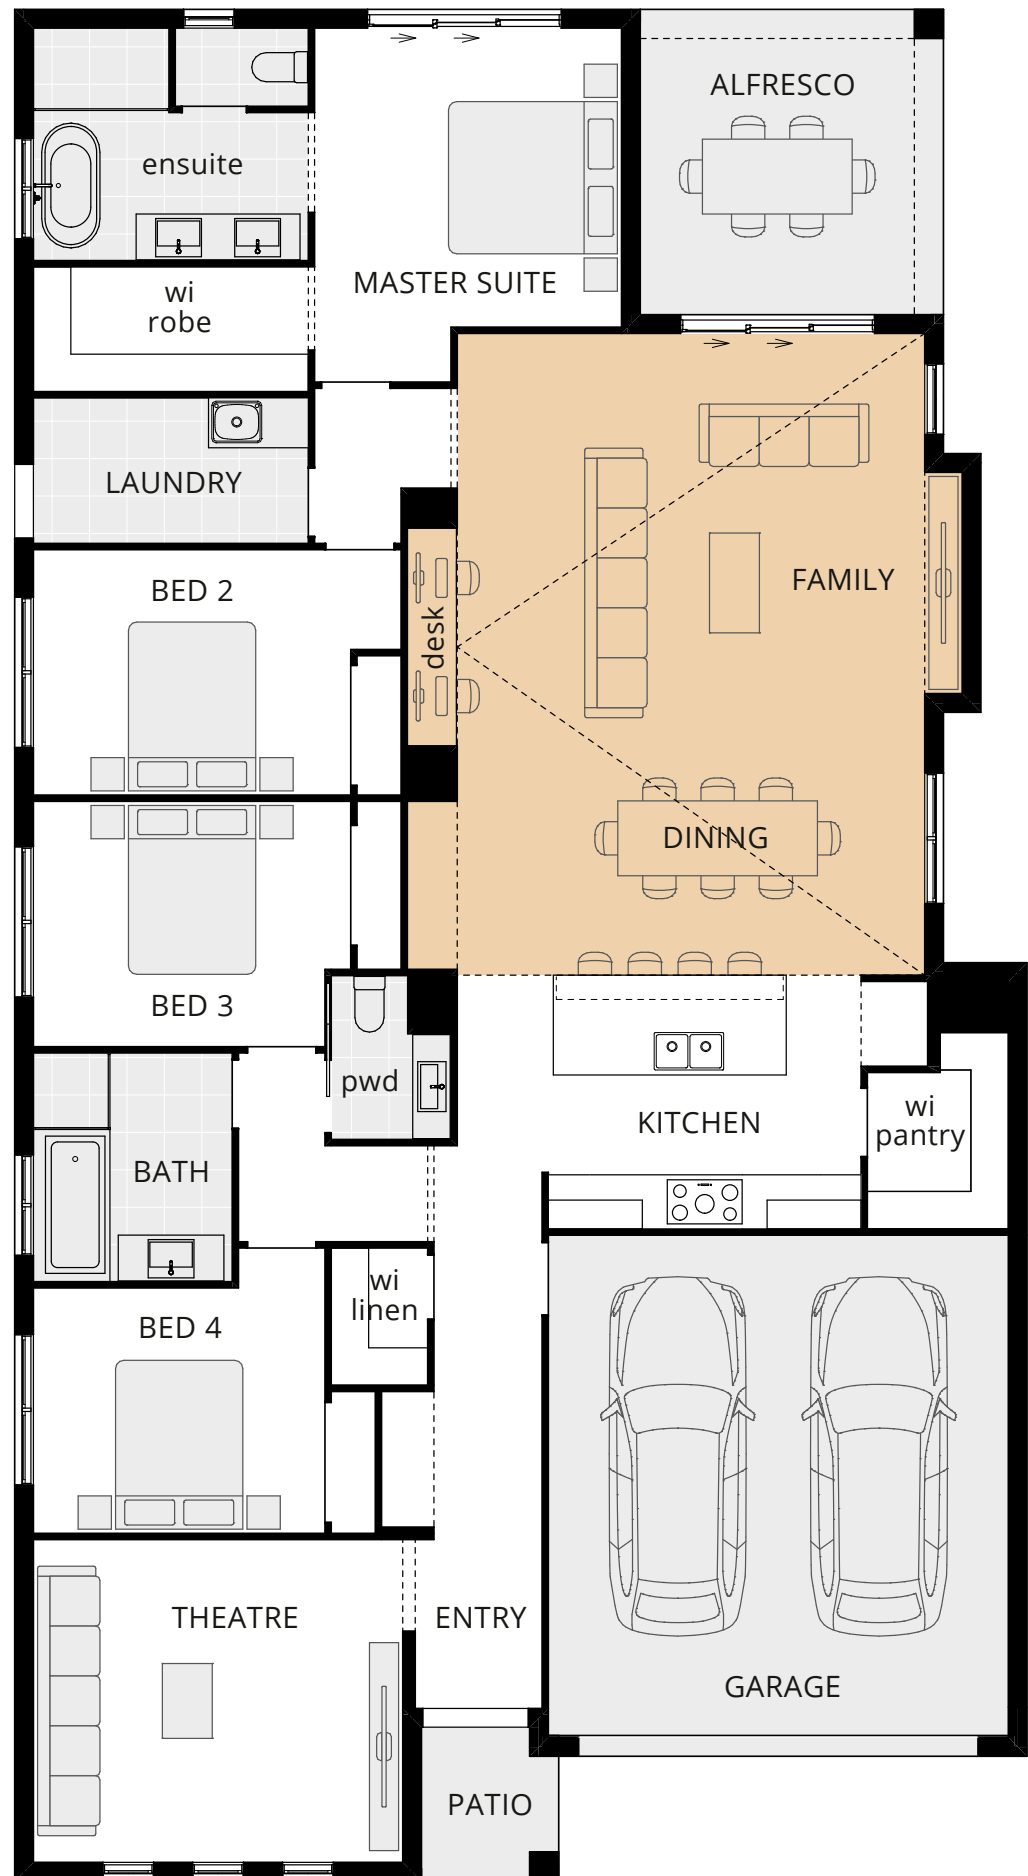 ALFRESCO
ensuite
MASTER SUITE
wi
robe
LAUNDRY
BED 2
FAMILY
desk
DINING
BED 3
pwd
KITCHEN
wi
pantry
BATH
wi
linen
BED 4
THEATRE
ENTRY
GARAGE
PATIO